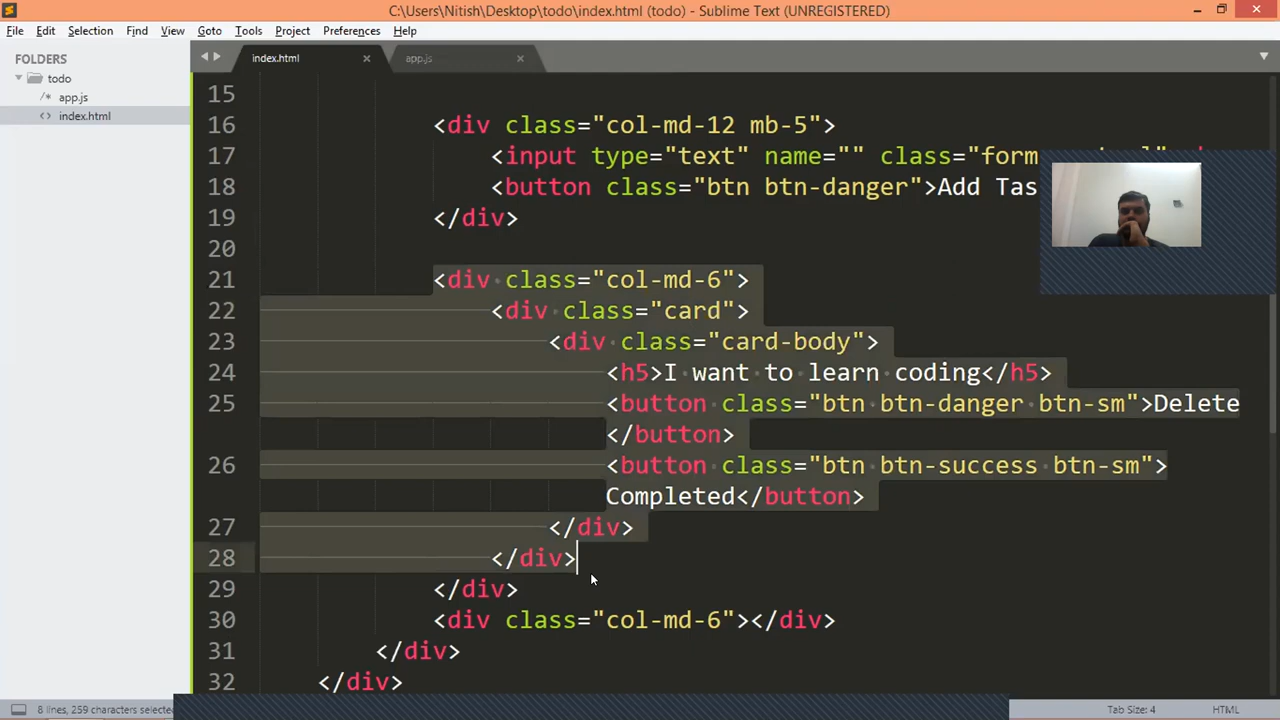 C:\Users\Nitish\Desktop\todo\index.html (todo) - Sublime Text (UNREGISTERED)
File Edit Selection Find View Goto Tools Project Preferences Help
FOLDERS
todo
/* app.js
<> index.html
index.html
app.js
15
16 <div class="col-md-12 mb-5">
17 <input type="text" name="" class="form
18 <button class="btn btn-danger">Add Tas
19 </div>
20
21 <div class="col-md-6">
22 <div class="card">
23 <div class="card-body">
24 <h5>I want to learn coding</h5>
25 <button class="btn btn-danger btn-sm">Delete
</button>
26 <button class="btn btn-success btn-sm">
Completed</button>
27 </div>
28 </div>
29 </div>
30 <div class="col-md-6"></div>
31 </div>
32 </div>
8 lines, 259 characters selected
Tab Size: 4
HTML